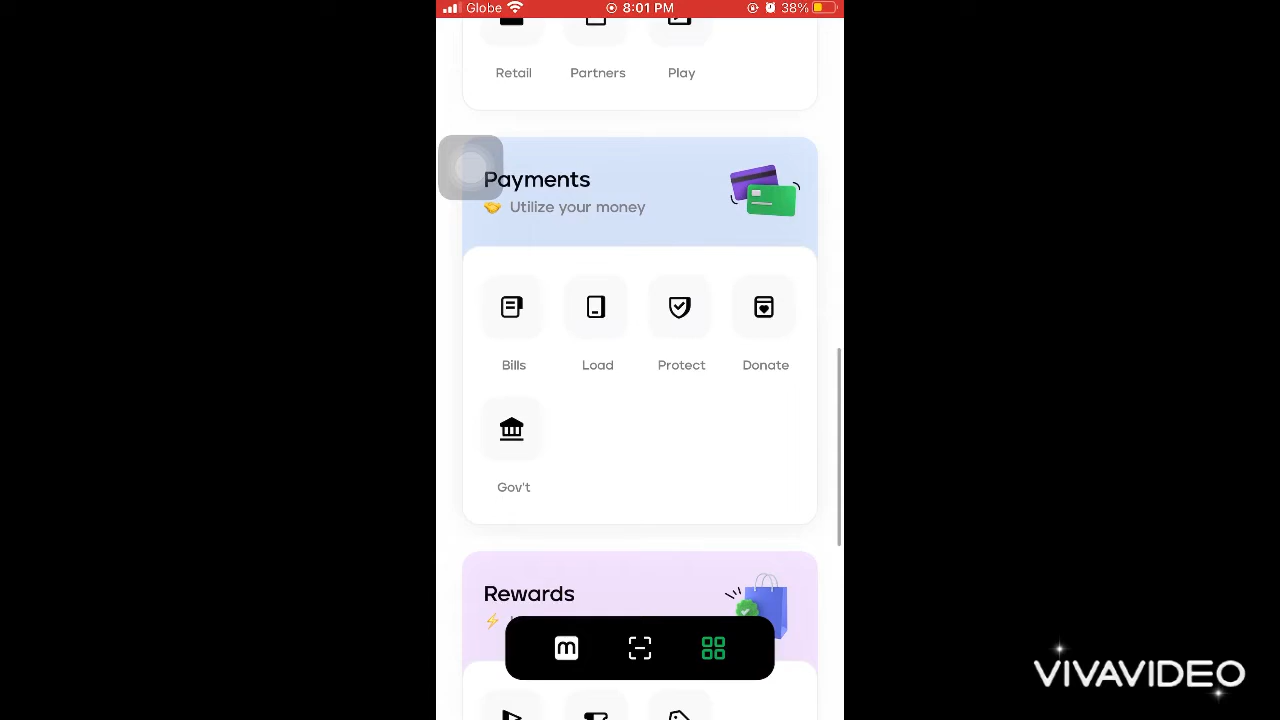 Globe 8:01 PM 38%
Retail Partners Play
Payments
Utilize your money
Bills Load Protect Donate
Gov't
Rewards
m
VIVAVIDEO